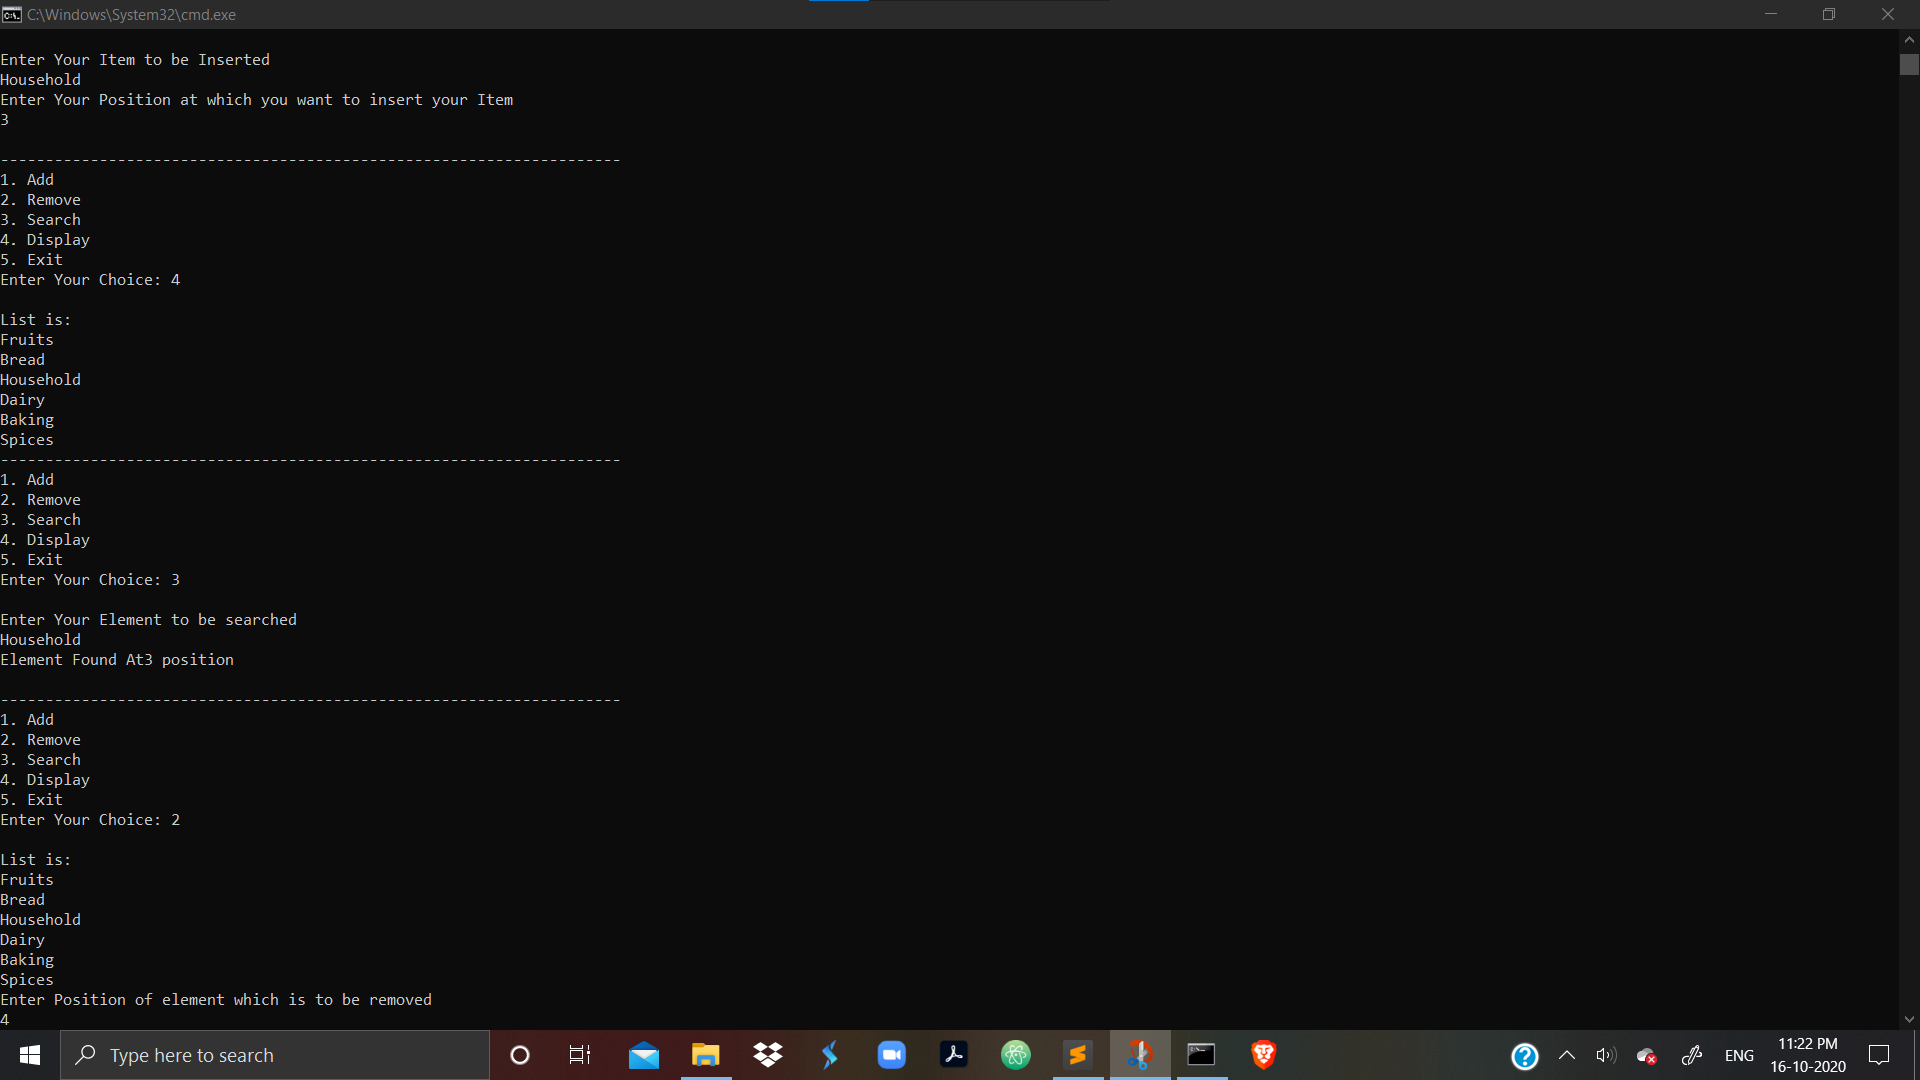 C:\Windows\System32\cmd.exe
Enter Your Item to be Inserted
Household
Enter Your Position at which you want to insert your Item
3
---------------------------------------------------------------------
1. Add
2. Remove
3. Search
4. Display
5. Exit
Enter Your Choice: 4
List is:
Fruits
Bread
Household
Dairy
Baking
Spices
---------------------------------------------------------------------
1. Add
2. Remove
3. Search
4. Display
5. Exit
Enter Your Choice: 3
Enter Your Element to be searched
Household
Element Found At3 position
---------------------------------------------------------------------
1. Add
2. Remove
3. Search
4. Display
5. Exit
Enter Your Choice: 2
List is:
Fruits
Bread
Household
Dairy
Baking
Spices
Enter Position of element which is to be removed
4
Type here to search
ENG
11:22 PM
16-10-2020